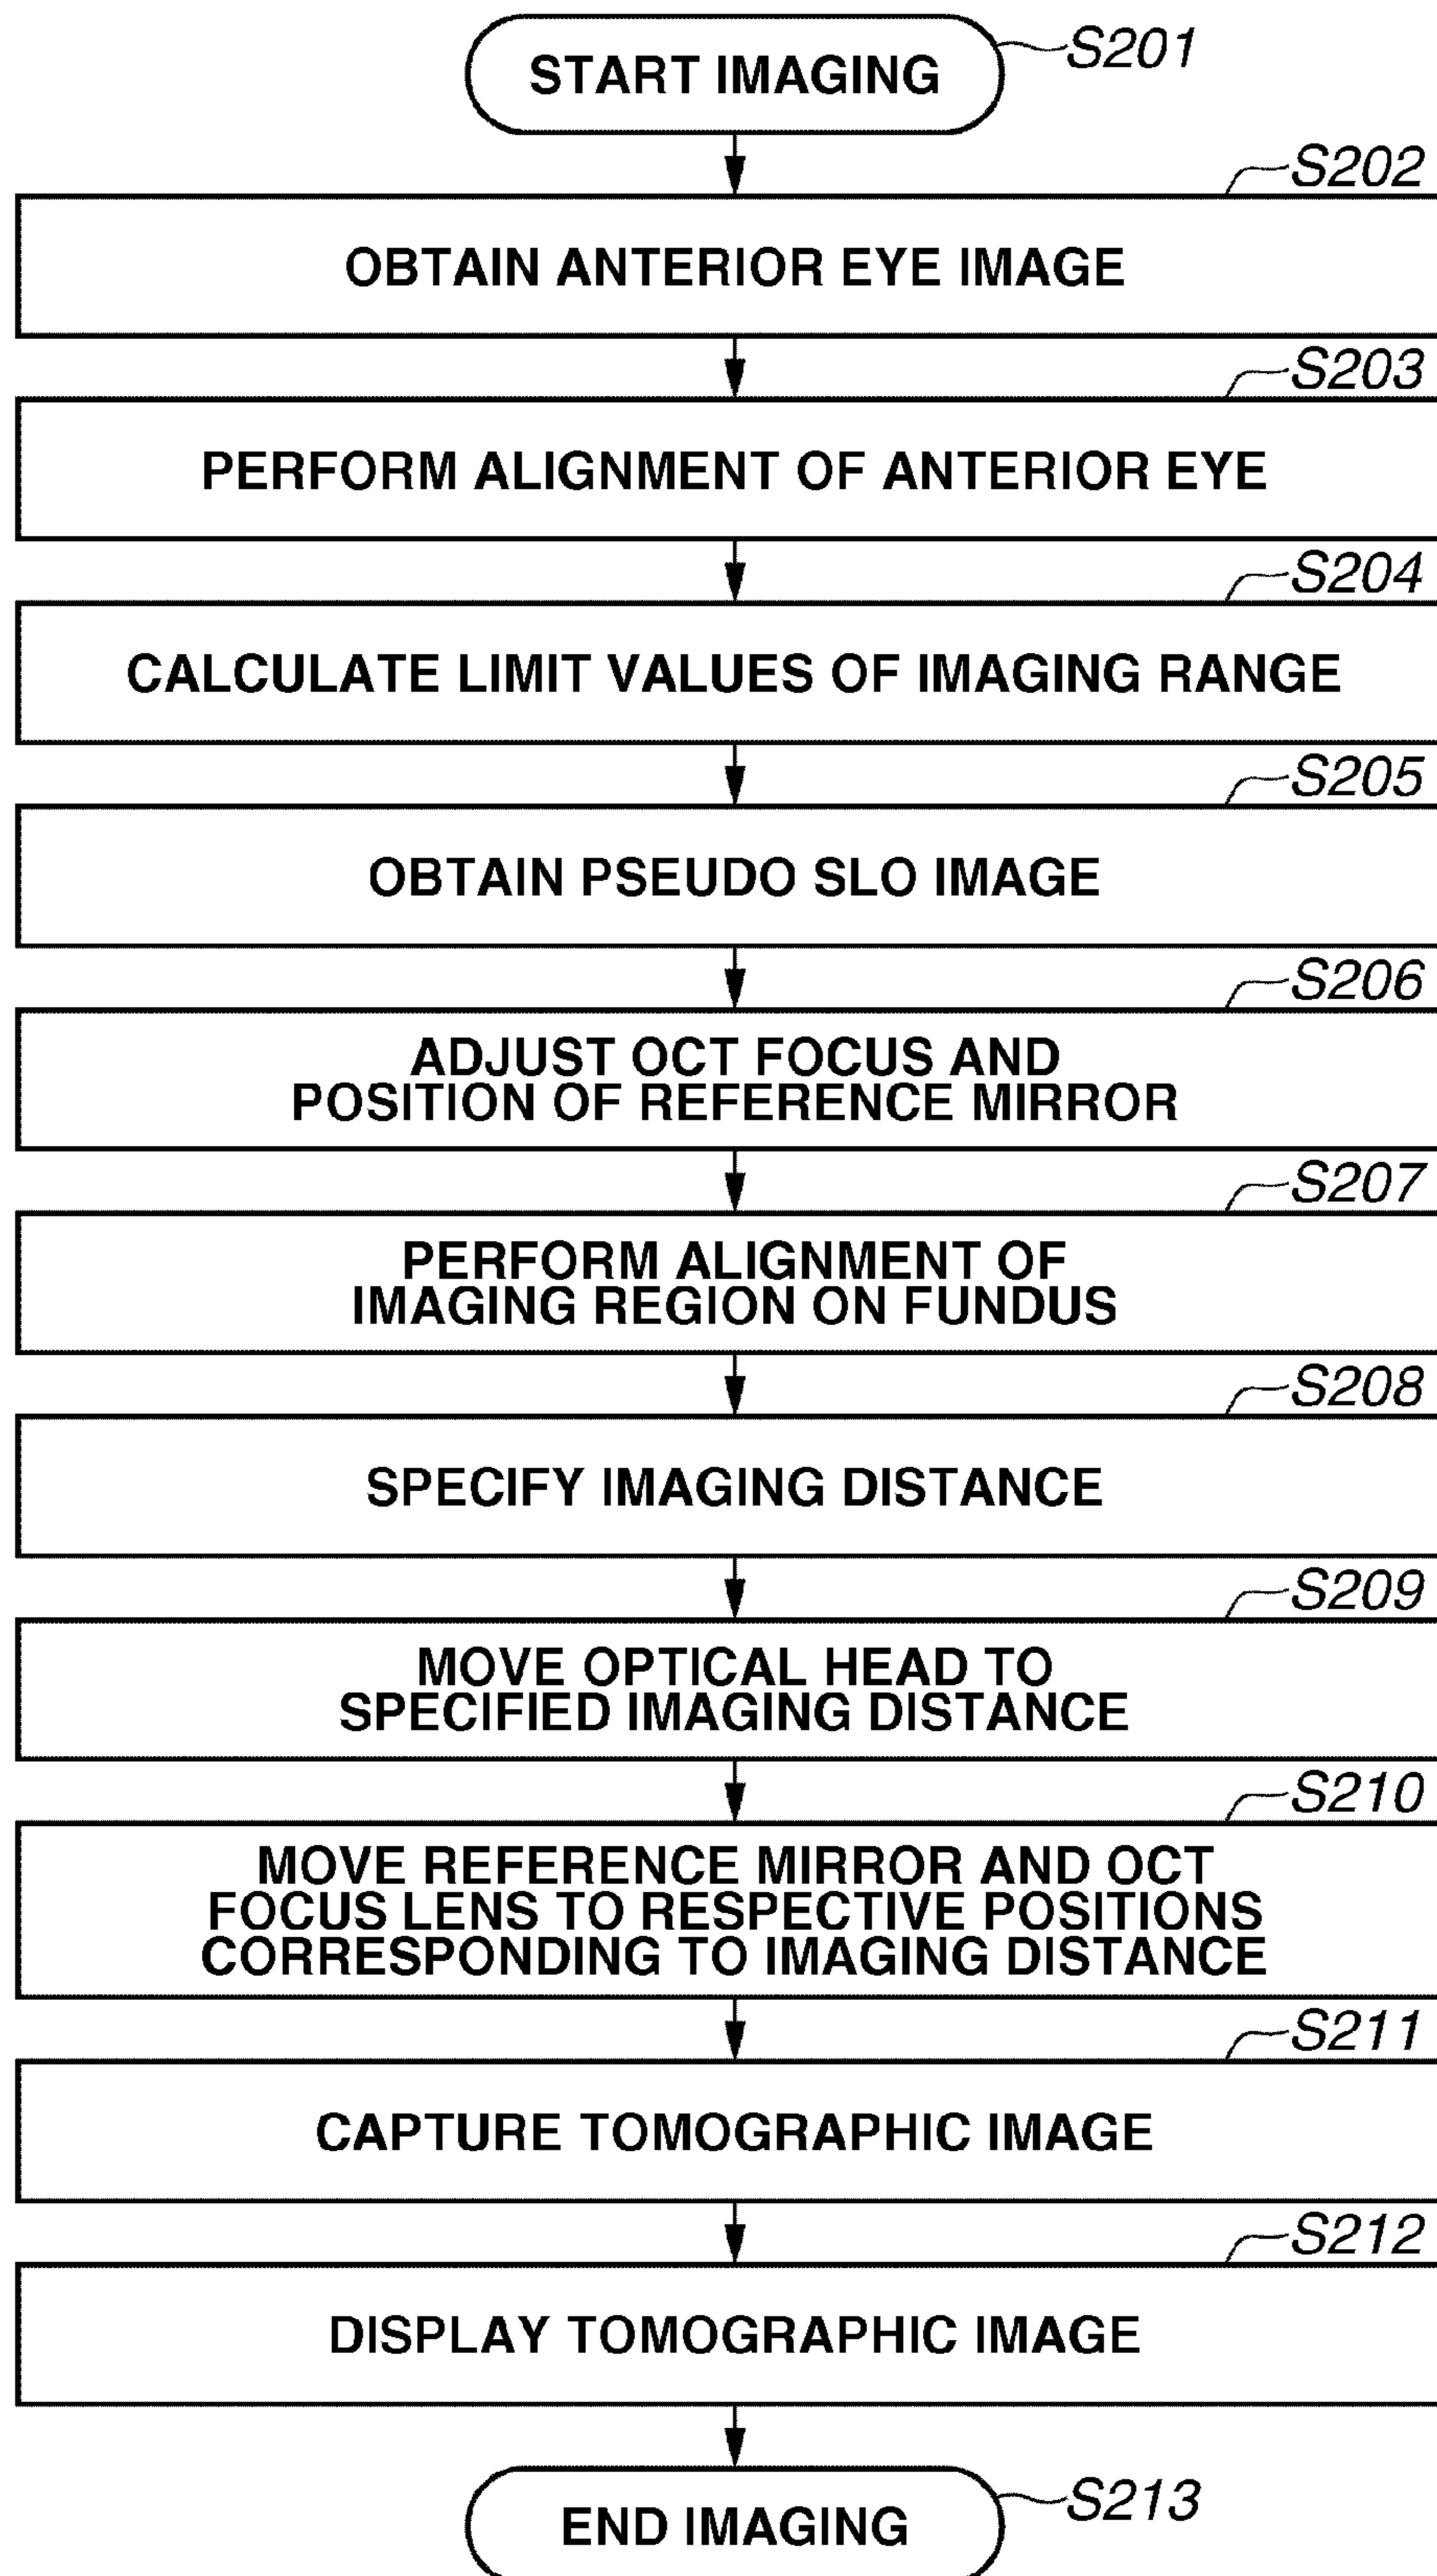 START IMAGING
S201
S202
OBTAIN ANTERIOR EYE IMAGE
S203
PERFORM ALIGNMENT OF ANTERIOR EYE
S204
CALCULATE LIMIT VALUES OF IMAGING RANGE
S205
OBTAIN PSEUDO SLO IMAGE
S206
ADJUST OCT FOCUS AND
POSITION OF REFERENCE MIRROR
S207
PERFORM ALIGNMENT OF
IMAGING REGION ON FUNDUS
S208
SPECIFY IMAGING DISTANCE
S209
MOVE OPTICAL HEAD TO
SPECIFIED IMAGING DISTANCE
S210
MOVE REFERENCE MIRROR AND OCT
FOCUS LENS TO RESPECTIVE POSITIONS
CORRESPONDING TO IMAGING DISTANCE
S211
CAPTURE TOMOGRAPHIC IMAGE
S212
DISPLAY TOMOGRAPHIC IMAGE
END IMAGING
S213